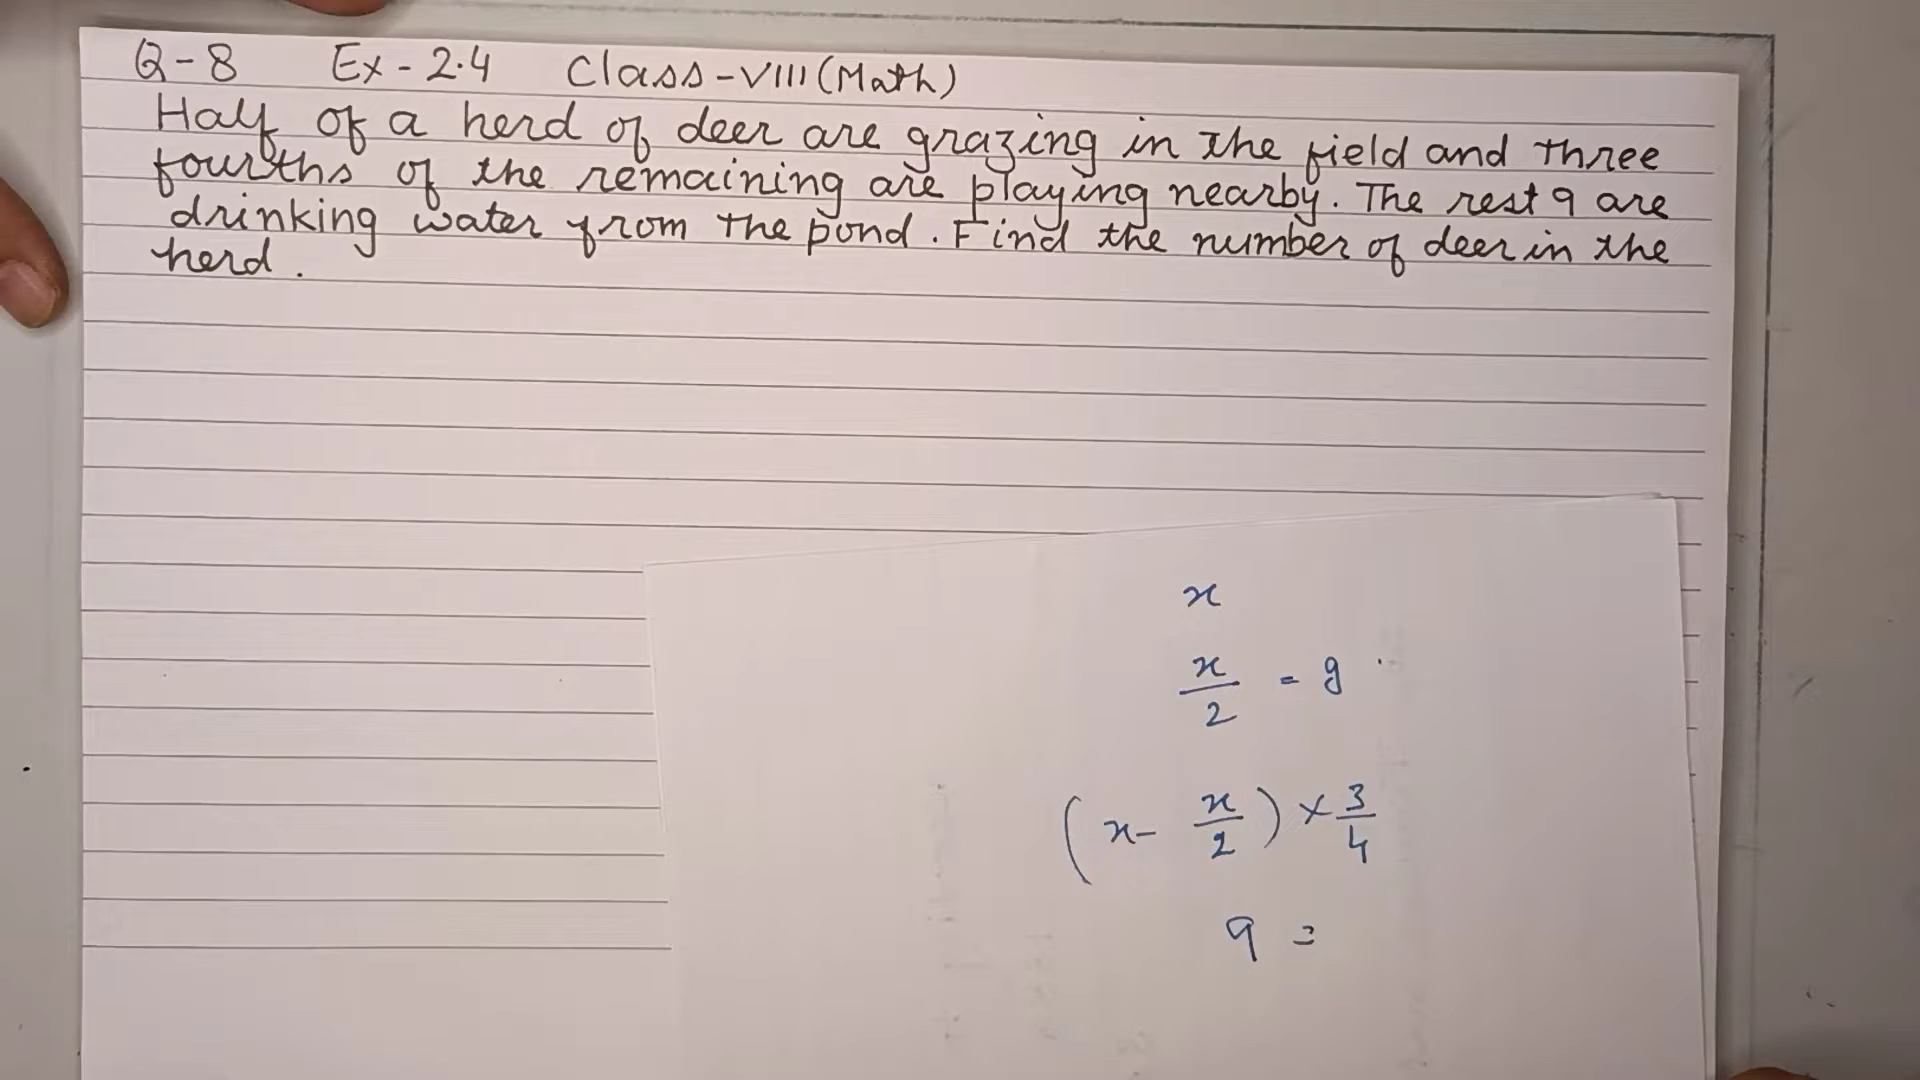 Q-8 Ex-2.4 Class-VIII (Math)
Half of a herd of deer are grazing in the field and three
fourths of the remaining are playing nearby. The rest 9 are
drinking water from the pond. Find the number of deer in the
herd.
x
x/2 = g
(x - x/2) × 3/4
9 =